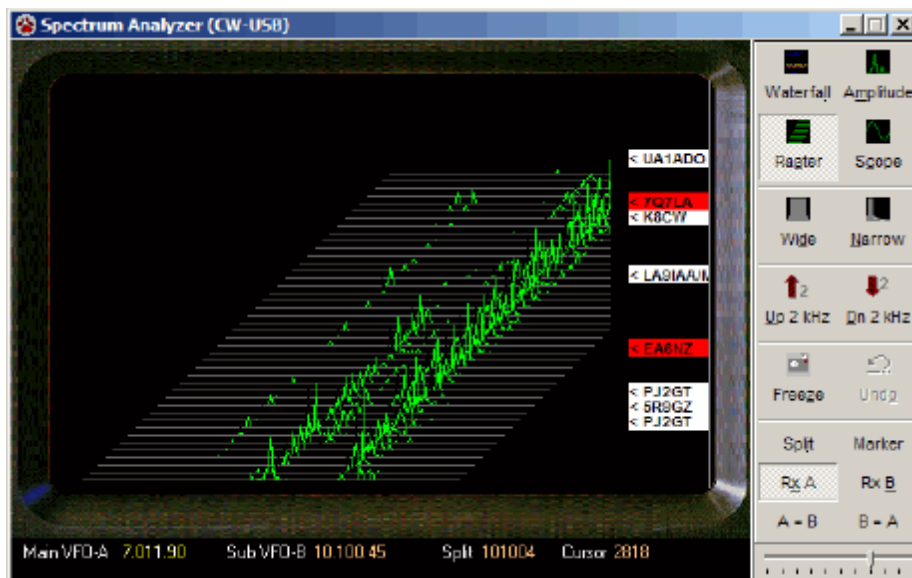 Spectrum Analyzer (CW-USB)
Waterfall Amplitude
Raster Scope
Wide Narrow
Up 2 kHz Dn 2 kHz
Freeze Undo
Split Marker
Rx A Rx B
A = B B = A
< UA1ADO
< 7Q7LA
< K8CW
< LA9IAA/M
< EA6NZ
< PJ2GT
< 5R8GZ
< PJ2GT
Main VFO-A 7.011.90 Sub VFO-B 10.100.45 Split 101004 Cursor 2818